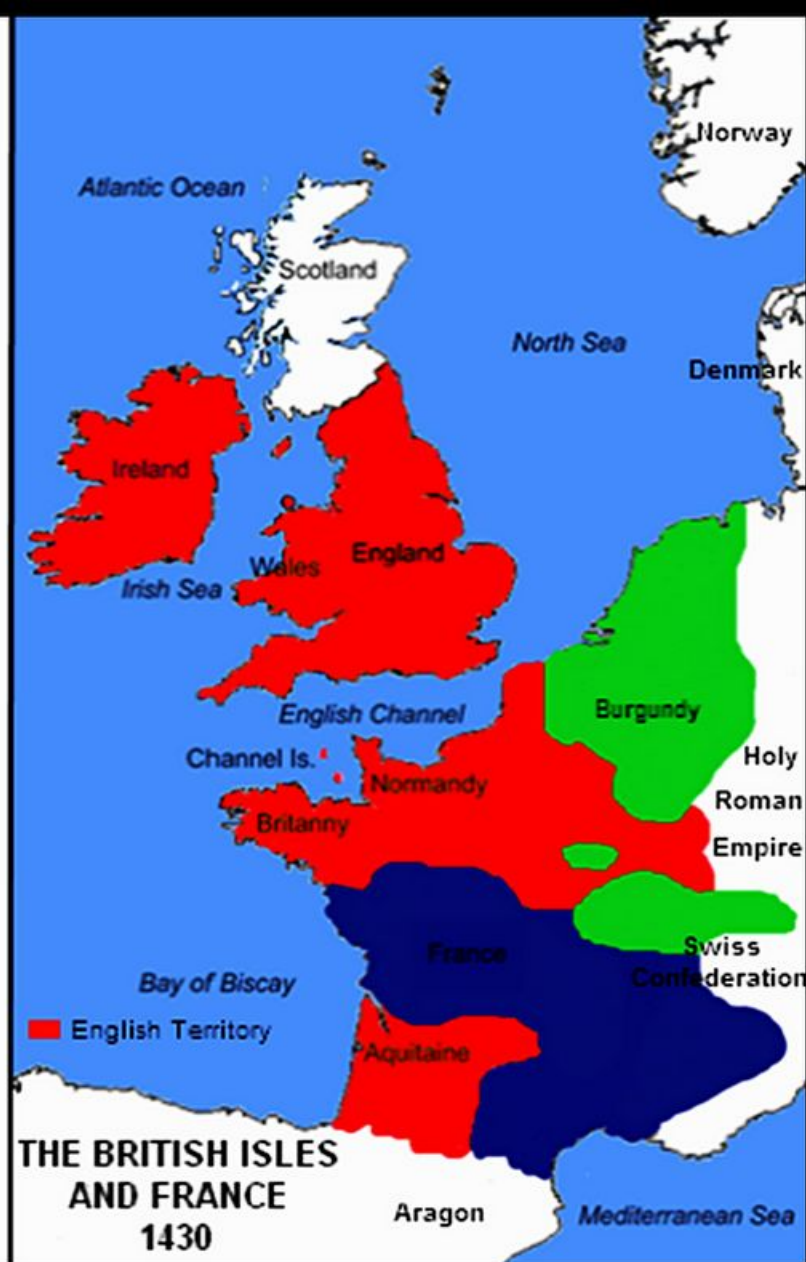 Norway
Atlantic Ocean
Scotland
North Sea
Denmark
Ireland
Wales
England
Irish Sea
Burgundy
English Channel
Channel Is.
Holy
Normandy
Roman
Britanny
Empire
Swiss
France
Confederation
Bay of Biscay
English Territory
Aquitaine
THE BRITISH ISLES
AND FRANCE
1430
Aragon
Mediterranean Sea